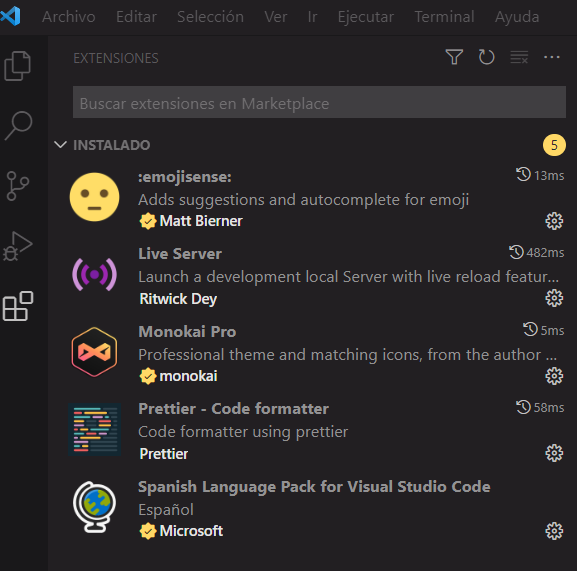 Archivo Editar Selección Ver Ir Ejecutar Terminal Ayuda
EXTENSIONES
Buscar extensiones en Marketplace
INSTALADO 5
:emojisense: 13ms
Adds suggestions and autocomplete for emoji
Matt Bierner
Live Server 482ms
Launch a development local Server with live reload featur...
Ritwick Dey
Monokai Pro 5ms
Professional theme and matching icons, from the author ...
monokai
Prettier - Code formatter 58ms
Code formatter using prettier
Prettier
Spanish Language Pack for Visual Studio Code
Español
Microsoft